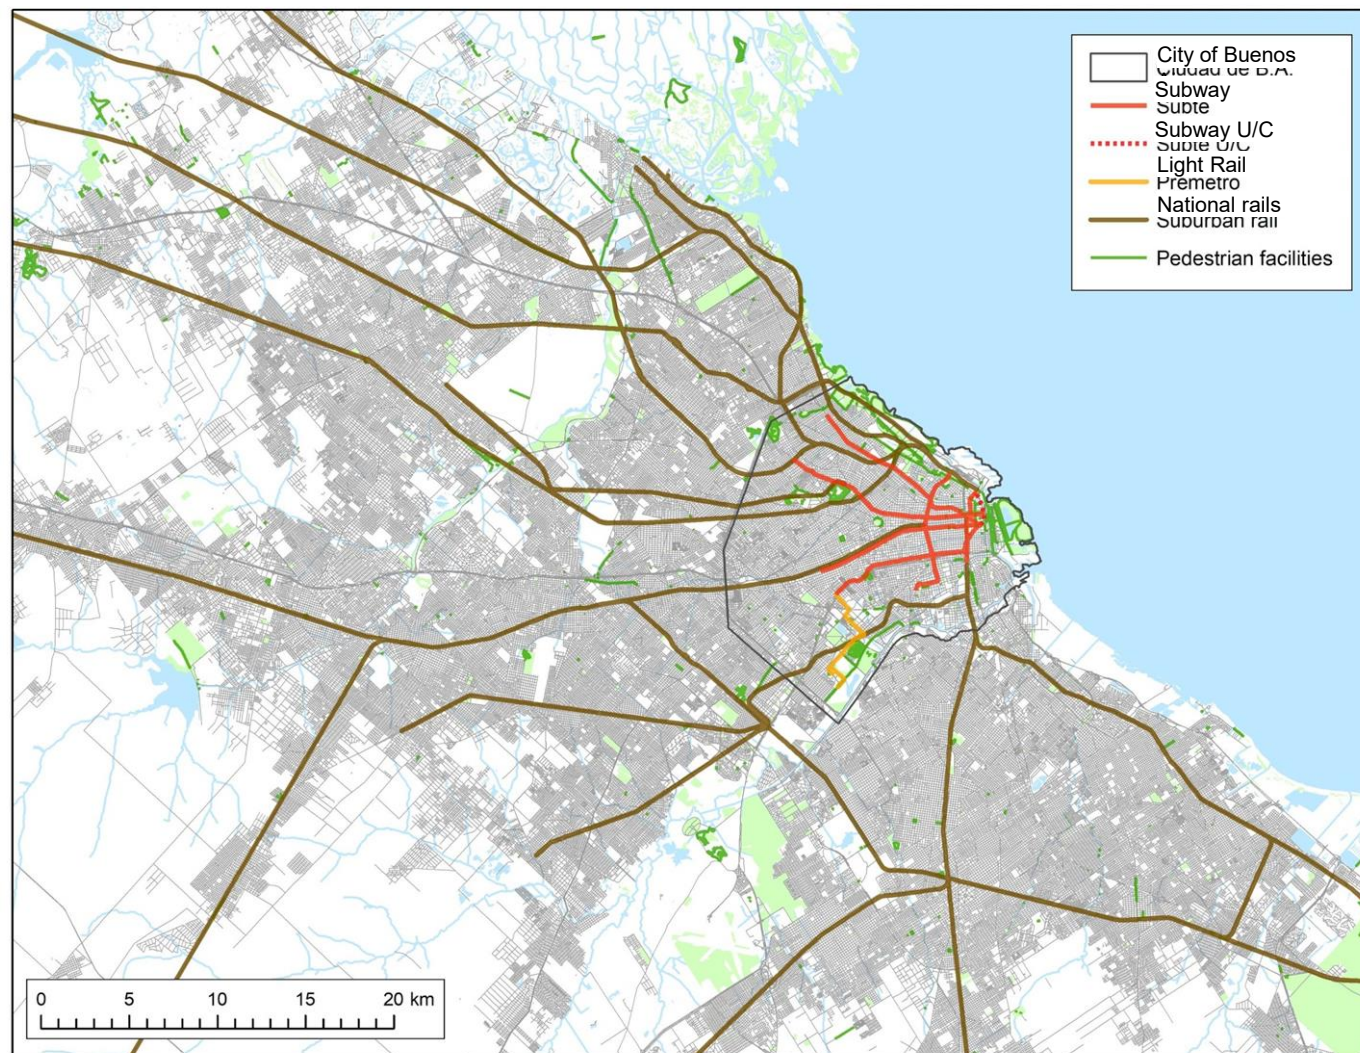 City of Buenos
Ciudad de B.A.
Subway
Subte
Subway U/C
Subte U/C
Light Rail
Premetro
National rails
Suburban rail
Pedestrian facilities
0 5 10 15 20 km